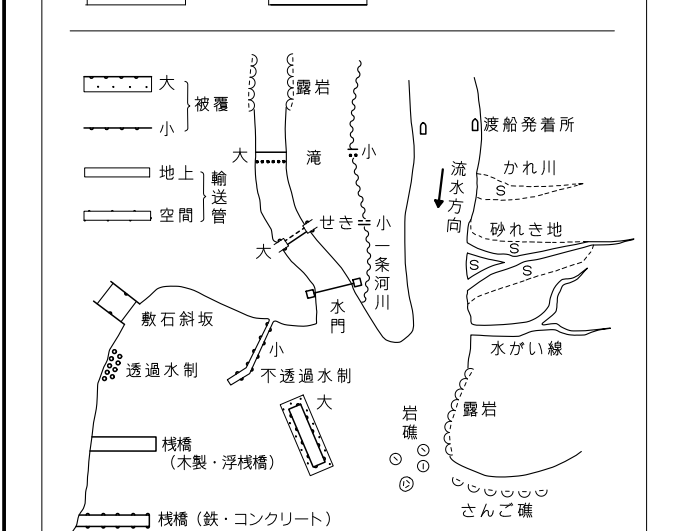 大
被覆
小
地上
輸送管
空間
露岩
大
滝
小
せき
小
大
一条河川
水門
渡船発着所
流水方向
かれ川
S
砂れき地
S
S
S
水がい線
敷石斜坂
透過水制
小
不透過水制
大
岩礁
露岩
さんご礁
桟橋
(木製・浮桟橋)
桟橋(鉄・コンクリート)